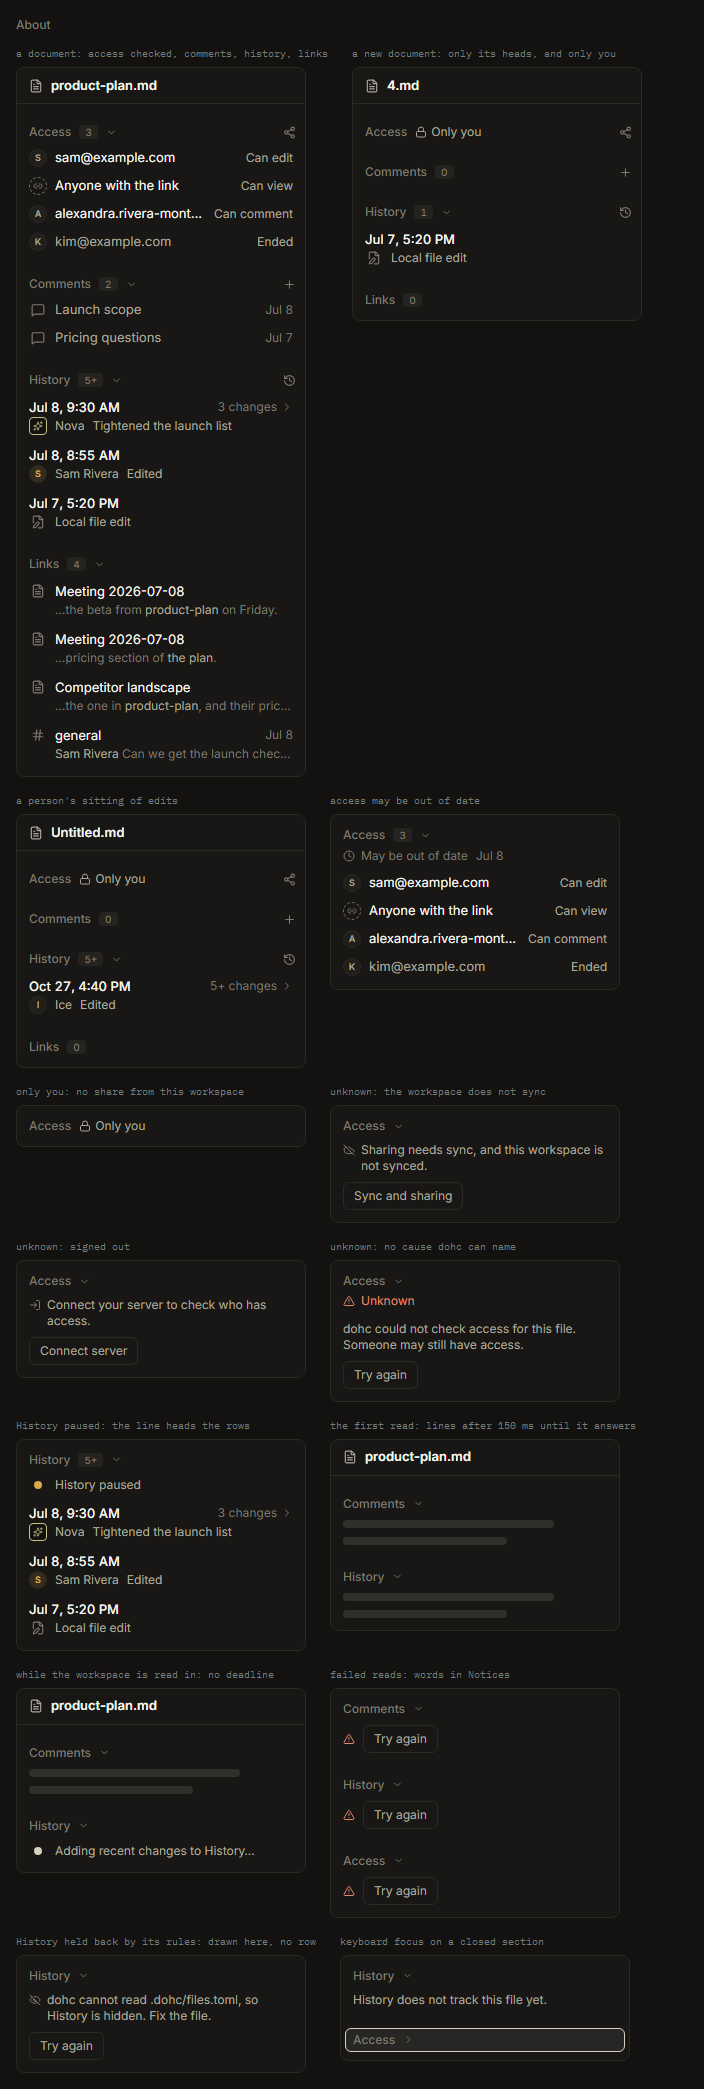 About
a document: access checked, comments, history, links
product-plan.md
Access 3
S sam@example.com Can edit
Anyone with the link Can view
A alexandra.rivera-mont... Can comment
K kim@example.com Ended
Comments 2
Launch scope Jul 8
Pricing questions Jul 7
History 5+
Jul 8, 9:30 AM 3 changes
Nova Tightened the launch list
Jul 8, 8:55 AM
S Sam Rivera Edited
Jul 7, 5:20 PM
Local file edit
Links 4
Meeting 2026-07-08
...the beta from product-plan on Friday.
Meeting 2026-07-08
...pricing section of the plan.
Competitor landscape
...the one in product-plan, and their pric...
general Jul 8
Sam Rivera Can we get the launch chec...
a new document: only its heads, and only you
4.md
Access Only you
Comments 0
History 1
Jul 7, 5:20 PM
Local file edit
Links 0
a person's sitting of edits
Untitled.md
Access Only you
Comments 0
History 5+
Oct 27, 4:40 PM 5+ changes
I Ice Edited
Links 0
access may be out of date
Access 3
May be out of date Jul 8
S sam@example.com Can edit
Anyone with the link Can view
A alexandra.rivera-mont... Can comment
K kim@example.com Ended
only you: no share from this workspace
Access Only you
unknown: the workspace does not sync
Access
Sharing needs sync, and this workspace is
not synced.
Sync and sharing
unknown: signed out
Access
Connect your server to check who has
access.
Connect server
unknown: no cause dohc can name
Access
Unknown
dohc could not check access for this file.
Someone may still have access.
Try again
History paused: the line heads the rows
History 5+
History paused
Jul 8, 9:30 AM 3 changes
Nova Tightened the launch list
Jul 8, 8:55 AM
S Sam Rivera Edited
Jul 7, 5:20 PM
Local file edit
the first read: lines after 150 ms until it answers
product-plan.md
Comments
History
while the workspace is read in: no deadline
product-plan.md
Comments
History
Adding recent changes to History...
failed reads: words in Notices
Comments
Try again
History
Try again
Access
Try again
History held back by its rules: drawn here, no row
History
dohc cannot read .dohc/files.toml, so
History is hidden. Fix the file.
Try again
keyboard focus on a closed section
History
History does not track this file yet.
Access